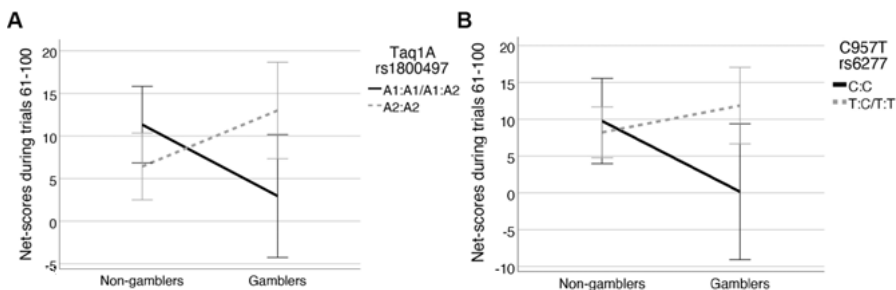 A
Net-scores during trials 61-100
20
15
10
5
0
-5
Non-gamblers
Gamblers
Taq1A
rs1800497
A1:A1/A1:A2
A2:A2
B
Net-scores during trials 61-100
20
15
10
5
0
-5
-10
Non-gamblers
Gamblers
C957T
rs6277
C:C
T:C/T:T